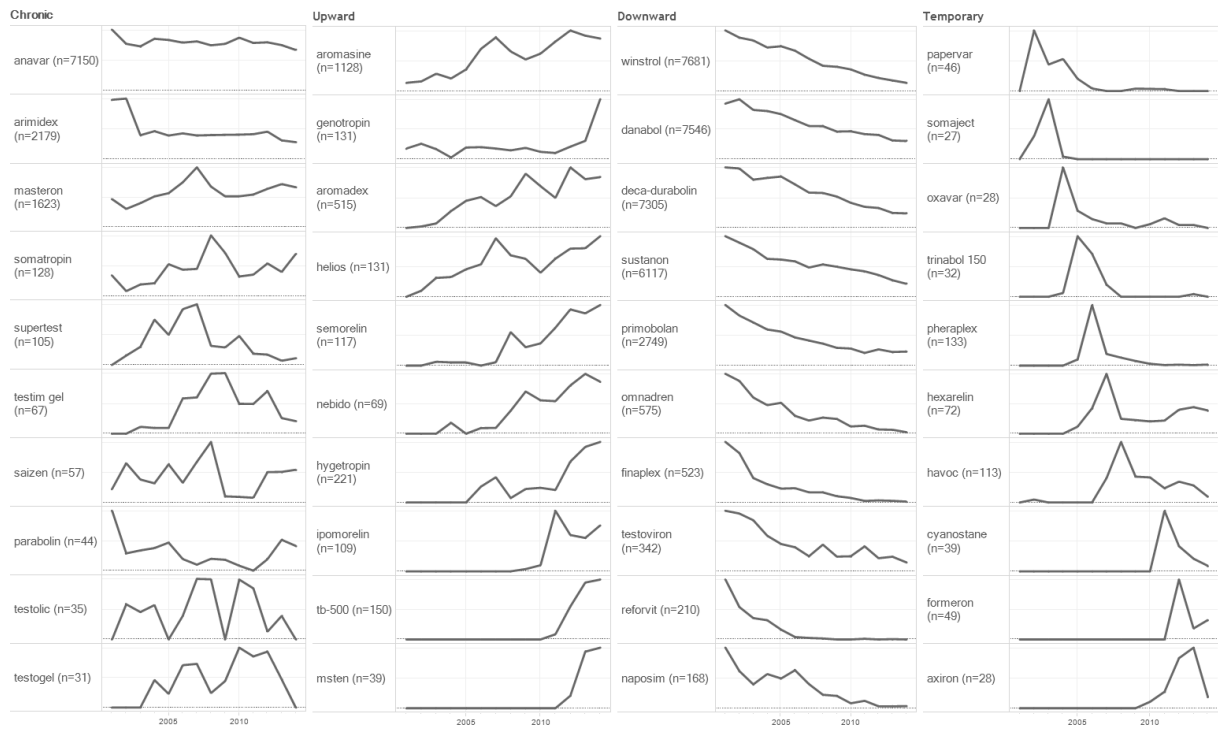 Chronic
anavar (n=7150)
arimidex
(n=2179)
masteron
(n=1623)
somatropin
(n=128)
supertest
(n=105)
testim gel
(n=67)
saizen (n=57)
parabolin (n=44)
testolic (n=35)
testogel (n=31)
2005 2010
Upward
aromasine
(n=1128)
genotropin
(n=131)
aromadex
(n=515)
helios (n=131)
semorelin
(n=117)
nebido (n=69)
hygetropin
(n=221)
ipomorelin
(n=109)
tb-500 (n=150)
msten (n=39)
2005 2010
Downward
winstrol (n=7681)
danabol (n=7546)
deca-durabolin
(n=7305)
sustanon
(n=6117)
primobolan
(n=2749)
omnadren
(n=575)
finaplex (n=523)
testoviron
(n=342)
reforvit (n=210)
naposim (n=168)
2005 2010
Temporary
papervar
(n=46)
somaject
(n=27)
oxavar (n=28)
trinabol 150
(n=32)
pheraplex
(n=133)
hexarelin
(n=72)
havoc (n=113)
cyanostane
(n=39)
formeron
(n=49)
axiron (n=28)
2005 2010